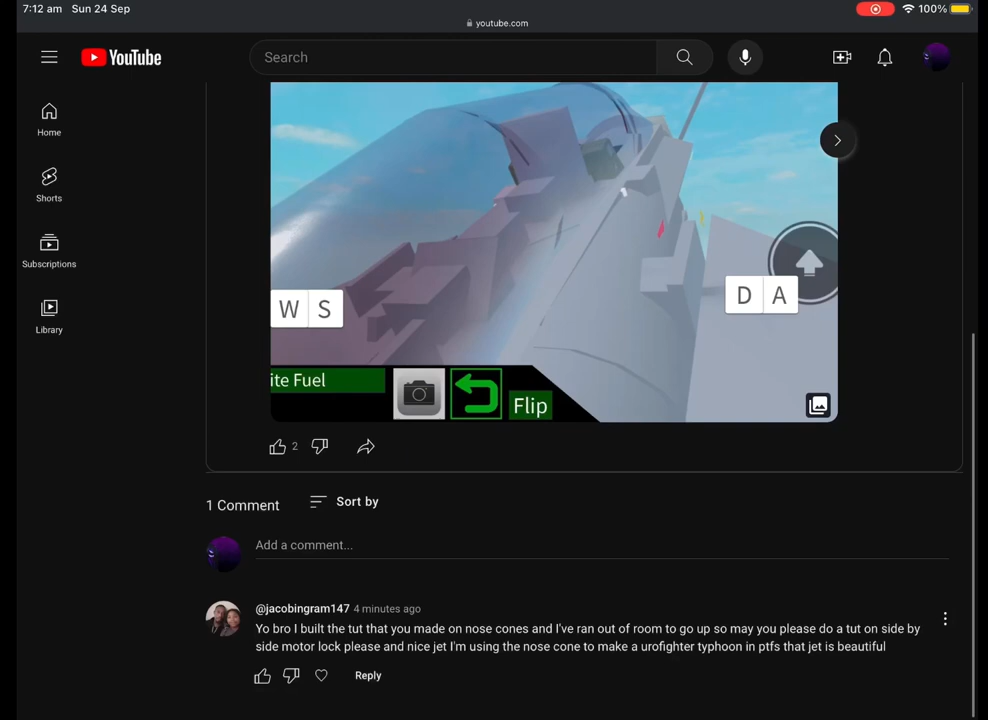 7:12 am Sun 24 Sep
100%
youtube.com
YouTube
Search
Home
Shorts
Subscriptions
Library
W S
D A
ite Fuel
Flip
2
1 Comment
Sort by
Add a comment...
@jacobingram147 4 minutes ago
Yo bro I built the tut that you made on nose cones and I've ran out of room to go up so may you please do a tut on side by
side motor lock please and nice jet I'm using the nose cone to make a urofighter typhoon in ptfs that jet is beautiful
Reply